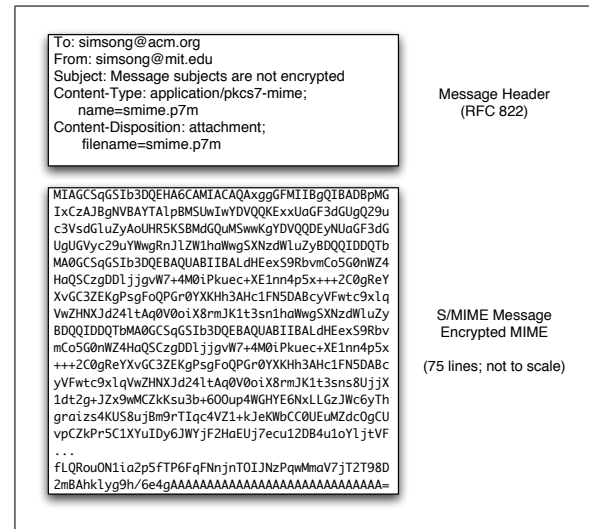 To: simsong@acm.org
From: simsong@mit.edu
Subject: Message subjects are not encrypted
Content-Type: application/pkcs7-mime;
name=smime.p7m
Content-Disposition: attachment;
filename=smime.p7m
Message Header
(RFC 822)
MIAGCSqGSIb3DQEHA6CAMIACAQAxggGFMIIBgQIBADBpMG
IxCzAJBgNVBAYTAlpBMSUwIwYDVQQKExxUaGF3dGUgQ29u
c3VsdGluZyAoUHR5KSBMdGQuMSwwKgYDVQQDEyNUaGF3dG
UgUGVyc29uYWwgRnJlZW1haWwgSXNzdWluZyBDQQIDDQTb
MA0GCSqGSIb3DQEBAQUABIIBALdHEexS9RbvmCo5G0nWZ4
HaQSCzgDDljjgvW7+4M0iPkuec+XE1nn4p5x+++2C0gReY
XvGC3ZEKgPsgFoQPGr0YXKHh3AHc1FN5DABcyVFwtc9xlq
VwZHNXJd24ltAq0V0oiX8rmJK1t3sn1haWwgSXNzdWluZy
BDQQIDDQTbMA0GCSqGSIb3DQEBAQUABIIBALdHEexS9Rbv
mCo5G0nWZ4HaQSCzgDDljjgvW7+4M0iPkuec+XE1nn4p5x
+++2C0gReYXvGC3ZEKgPsgFoQPGr0YXKHh3AHc1FN5DABc
yVFwtc9xlqVwZHNXJd24ltAq0V0oiX8rmJK1t3sns8UjjX
1dt2g+JZx9wMCZkKsu3b+6OOup4WGHYE6NxLLGzJWc6yTh
graizs4KUS8ujBm9rTIqc4VZ1+kJeKWbCC0UEuMZdcOgCU
vpCZkPr5C1XYuIDy6JWYjF2HaEUj7ecu12DB4u1oYljtVF
...
fLQRouON1ia2p5fTP6FqFNnjnTOIJNzPqwMmaV7jT2T98D
2mBAhklyg9h/6e4gAAAAAAAAAAAAAAAAAAAAAAAAAAAAA=
S/MIME Message
Encrypted MIME
(75 lines; not to scale)